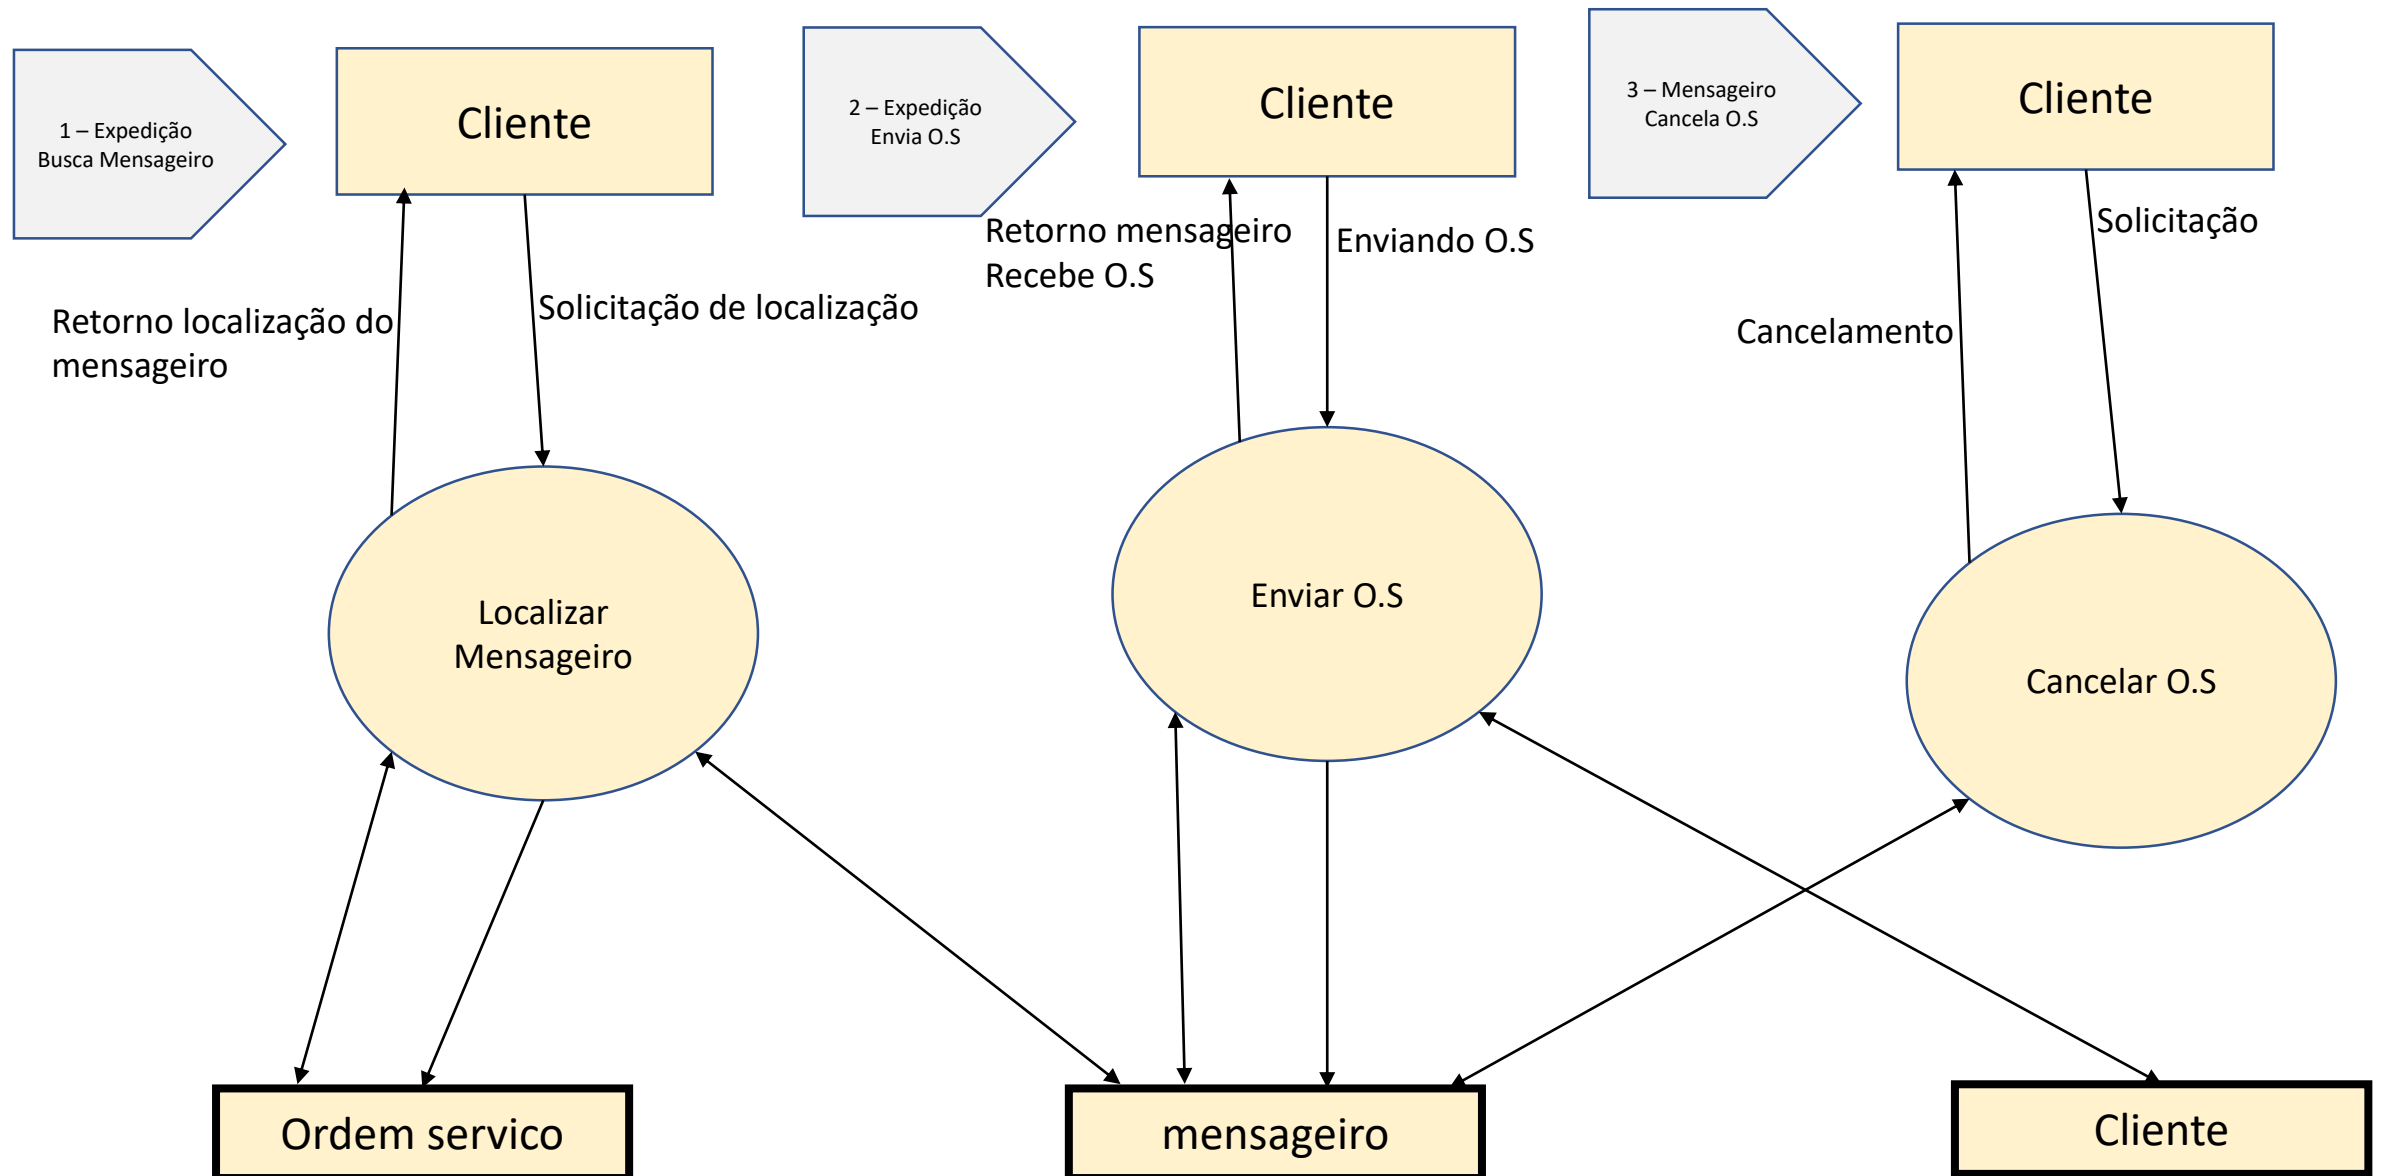 1 – Expedição
Busca Mensageiro
Cliente
2 – Expedição
Envia O.S
Cliente
3 – Mensageiro
Cancela O.S
Cliente
Retorno localização do
mensageiro
Solicitação de localização
Retorno mensageiro
Recebe O.S
Enviando O.S
Cancelamento
Solicitação
Localizar
Mensageiro
Enviar O.S
Cancelar O.S
Ordem servico
mensageiro
Cliente